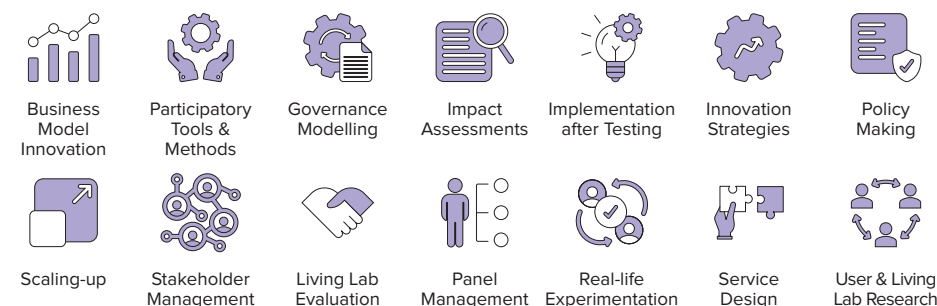 Business
Model
Innovation
Participatory
Tools &
Methods
Governance
Modelling
Impact
Assessments
Implementation
after Testing
Innovation
Strategies
Policy
Making
Scaling-up
Stakeholder
Management
Living Lab
Evaluation
Panel
Management
Real-life
Experimentation
Service
Design
User & Living
Lab Research